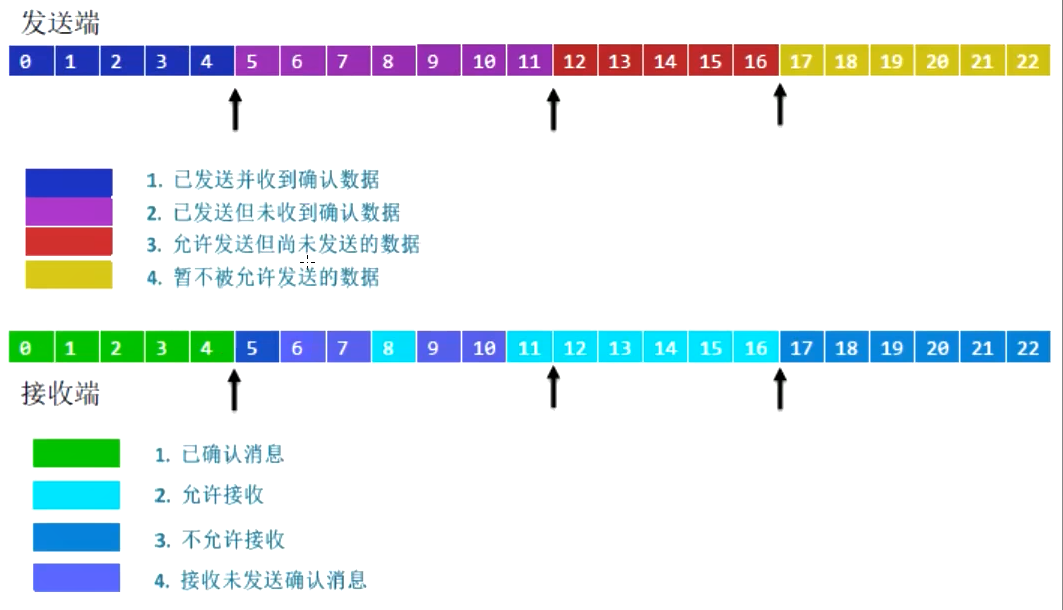 发送端
0 1 2 3 4 5 6 7 8 9 10 11 12 13 14 15 16 17 18 19 20 21 22
1. 已发送并收到确认数据
2. 已发送但未收到确认数据
3. 允许发送但尚未发送的数据
4. 暂不被允许发送的数据
0 1 2 3 4 5 6 7 8 9 10 11 12 13 14 15 16 17 18 19 20 21 22
接收端
1. 已确认消息
2. 允许接收
3. 不允许接收
4. 接收未发送确认消息